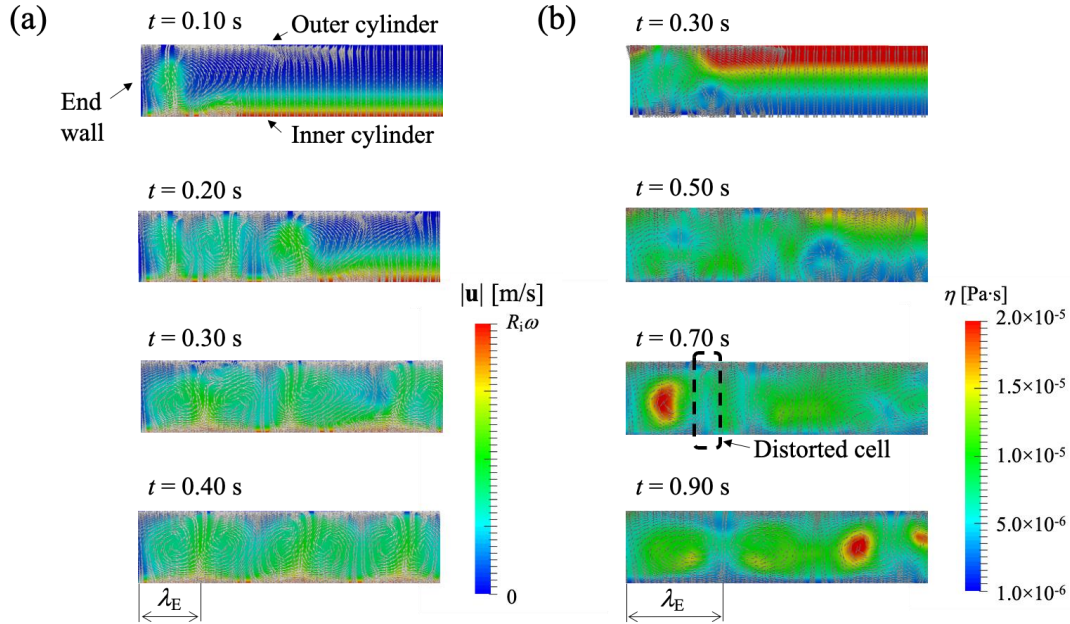 (a)
t = 0.10 s
Outer cylinder
End
wall
Inner cylinder
t = 0.20 s
|u| [m/s]
Rᵢω
t = 0.30 s
t = 0.40 s
0
λE
(b)
t = 0.30 s
t = 0.50 s
η [Pa·s]
2.0×10⁻⁵
t = 0.70 s
1.5×10⁻⁵
1.0×10⁻⁵
Distorted cell
t = 0.90 s
5.0×10⁻⁶
1.0×10⁻⁶
λE